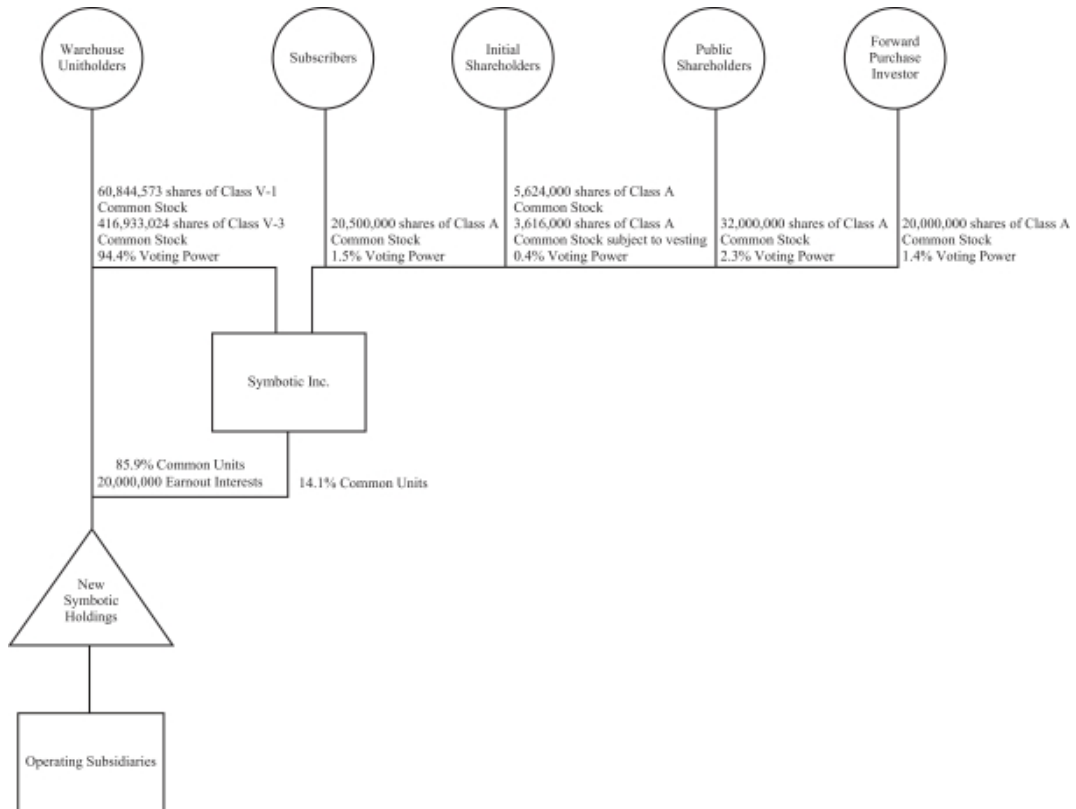 Warehouse
Unitholders
Subscribers
Initial
Shareholders
Public
Shareholders
Forward
Purchase
Investor
60,844,573 shares of Class V-1
Common Stock
416,933,024 shares of Class V-3
Common Stock
94.4% Voting Power
20,500,000 shares of Class A
Common Stock
1.5% Voting Power
5,624,000 shares of Class A
Common Stock
3,616,000 shares of Class A
Common Stock subject to vesting
0.4% Voting Power
32,000,000 shares of Class A
Common Stock
2.3% Voting Power
20,000,000 shares of Class A
Common Stock
1.4% Voting Power
Symbotic Inc.
85.9% Common Units
20,000,000 Earnout Interests
14.1% Common Units
New
Symbotic
Holdings
Operating Subsidiaries